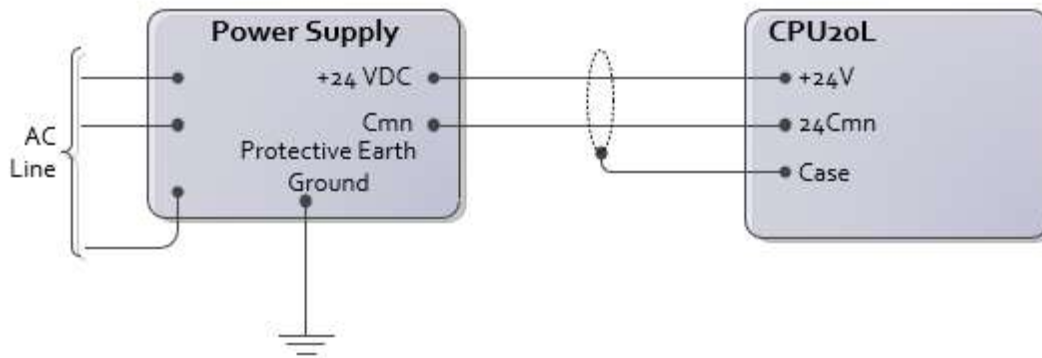 Power Supply
+24 VDC
Cmn
Protective Earth
Ground
AC
Line
CPU20L
+24V
24Cmn
Case